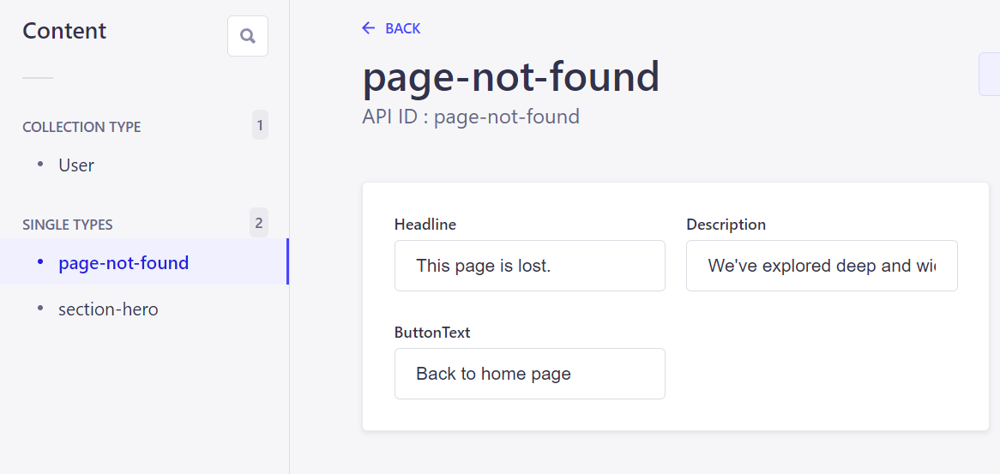 Content
COLLECTION TYPE 1
User
SINGLE TYPES 2
page-not-found
section-hero
BACK
page-not-found
API ID : page-not-found
Headline
This page is lost.
Description
We've explored deep and
ButtonText
Back to home page